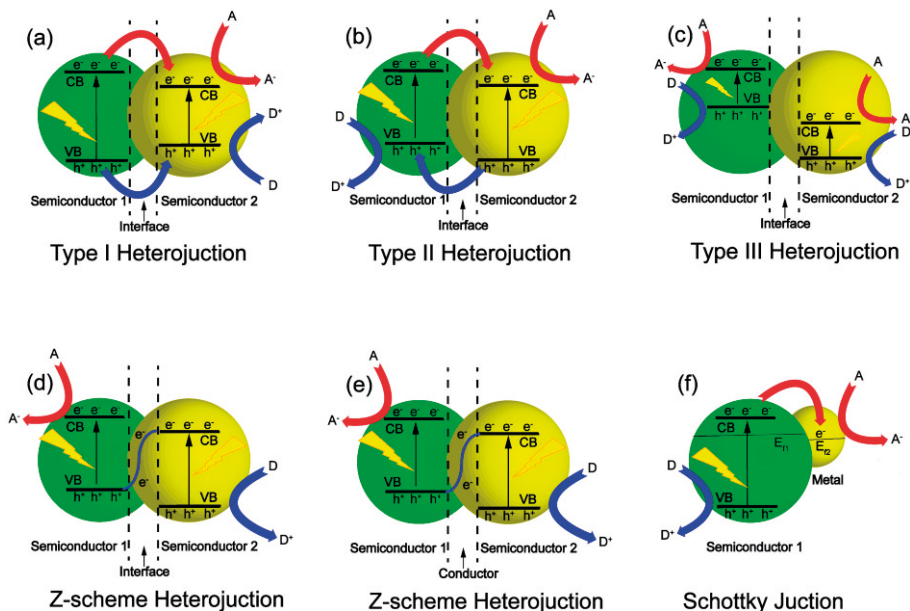 (a)
A
e⁻ e⁻ e⁻
CB
e⁻ e⁻ e⁻
CB
A⁻
D⁺
VB
h⁺ h⁺ h⁺
VB
h⁺ h⁺ h⁺
D
Semiconductor 1
Semiconductor 2
Interface
Type I Heterojuction
(b)
A
e⁻ e⁻ e⁻
CB
e⁻ e⁻ e⁻
CB
A⁻
D
VB
h⁺ h⁺ h⁺
D⁺
VB
h⁺ h⁺ h⁺
Semiconductor 1
Semiconductor 2
Interface
Type II Heterojuction
(c)
A
A⁻
e⁻ e⁻ e⁻
CB
D
VB
h⁺ h⁺ h⁺
D⁺
A
e⁻ e⁻ e⁻
CB
A
D
VB
h⁺ h⁺ h⁺
D⁺
Semiconductor 1
Semiconductor 2
Interface
Type III Heterojuction
(d)
A
A⁻
e⁻ e⁻ e⁻
CB
e⁻
CB
e⁻
VB
h⁺ h⁺ h⁺
D
VB
h⁺ h⁺ h⁺
D⁺
Semiconductor 1
Semiconductor 2
Interface
Z-scheme Heterojuction
(e)
A
A⁻
e⁻ e⁻ e⁻
CB
e⁻
CB
e⁻
VB
h⁺ h⁺ h⁺
D
VB
h⁺ h⁺ h⁺
D⁺
Semiconductor 1
Semiconductor 2
Conductor
Z-scheme Heterojuction
(f)
A
e⁻ e⁻ e⁻
CB
E_f1
e⁻
E_f2
A⁻
Metal
D
VB
h⁺ h⁺ h⁺
D⁺
Semiconductor 1
Schottky Juction